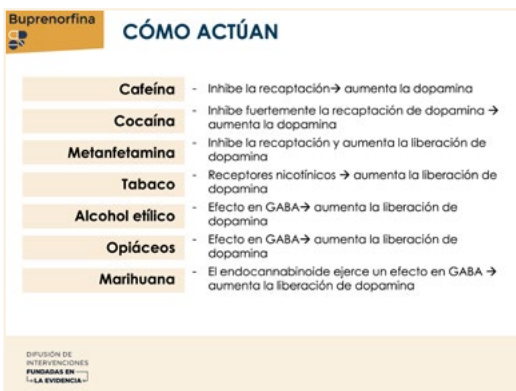 Buprenorfina
CÓMO ACTÚAN
Cafeína - Inhibe la recaptación→ aumenta la dopamina
Cocaína - Inhibe fuertemente la recaptación de dopamina →
aumenta la dopamina
Metanfetamina - Inhibe la recaptación y aumenta la liberación de
dopamina
Tabaco - Receptores nicotínicos → aumenta la liberación de
dopamina
Alcohol etílico - Efecto en GABA→ aumenta la liberación de
dopamina
Opiáceos - Efecto en GABA→ aumenta la liberación de
dopamina
Marihuana - El endocannabinoide ejerce un efecto en GABA →
aumenta la liberación de dopamina
DIFUSIÓN DE
INTERVENCIONES
FUNDADAS EN
LA EVIDENCIA